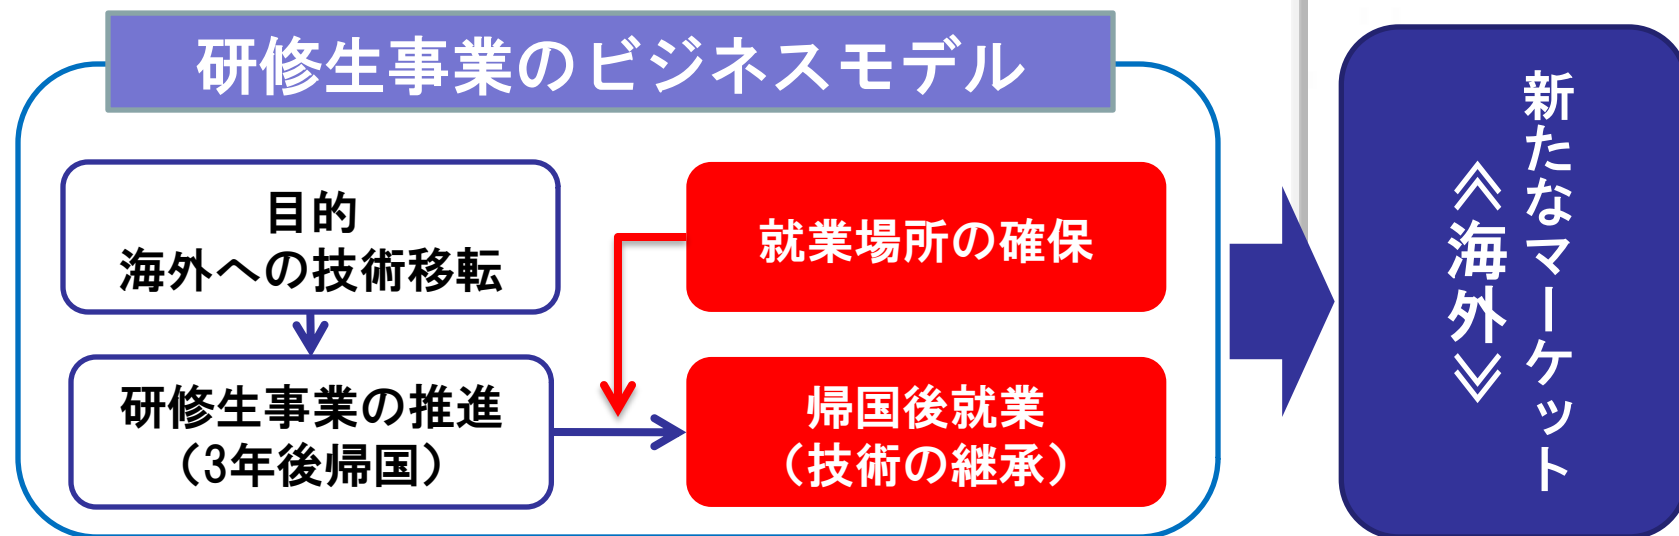 研修生事業のビジネスモデル
目的
海外への技術移転
就業場所の確保
研修生事業の推進
（3年後帰国）
帰国後就業
（技術の継承）
新たなマーケット
《海外》